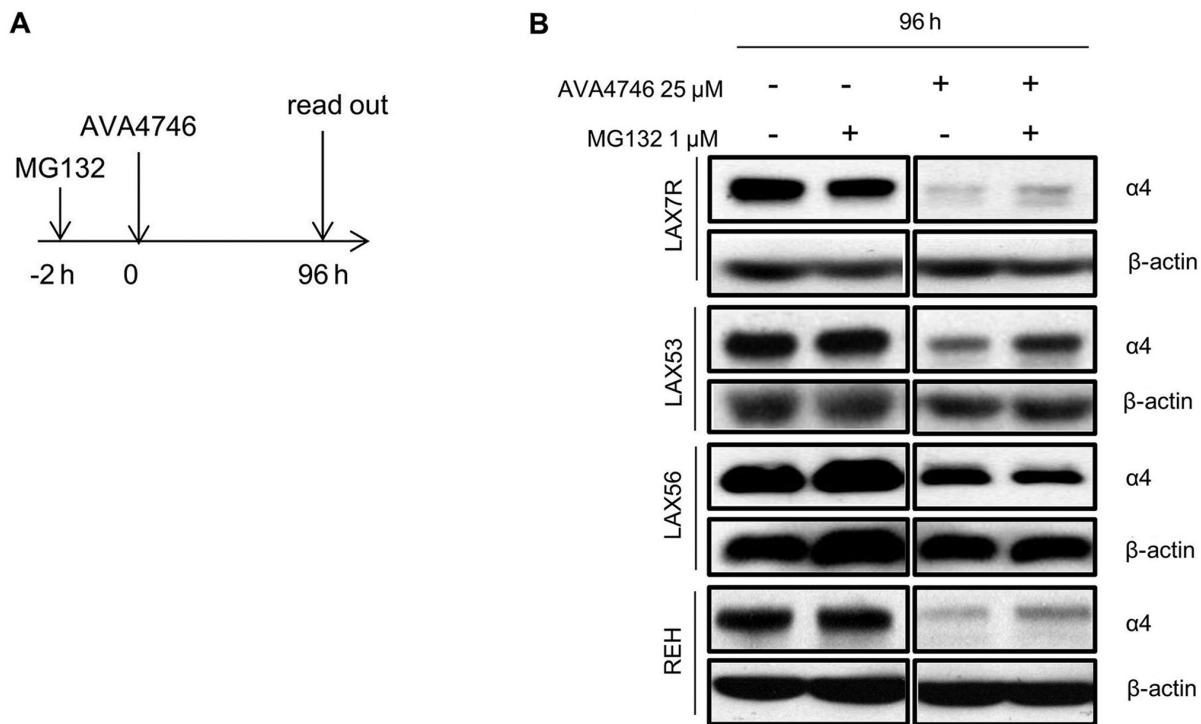 A
MG132
AVA4746
read out
-2 h
0
96 h
B
96 h
AVA4746 25 µM - - + +
MG132 1 µM - + - +
LAX7R
α4
β-actin
LAX53
α4
β-actin
LAX56
α4
β-actin
REH
α4
β-actin